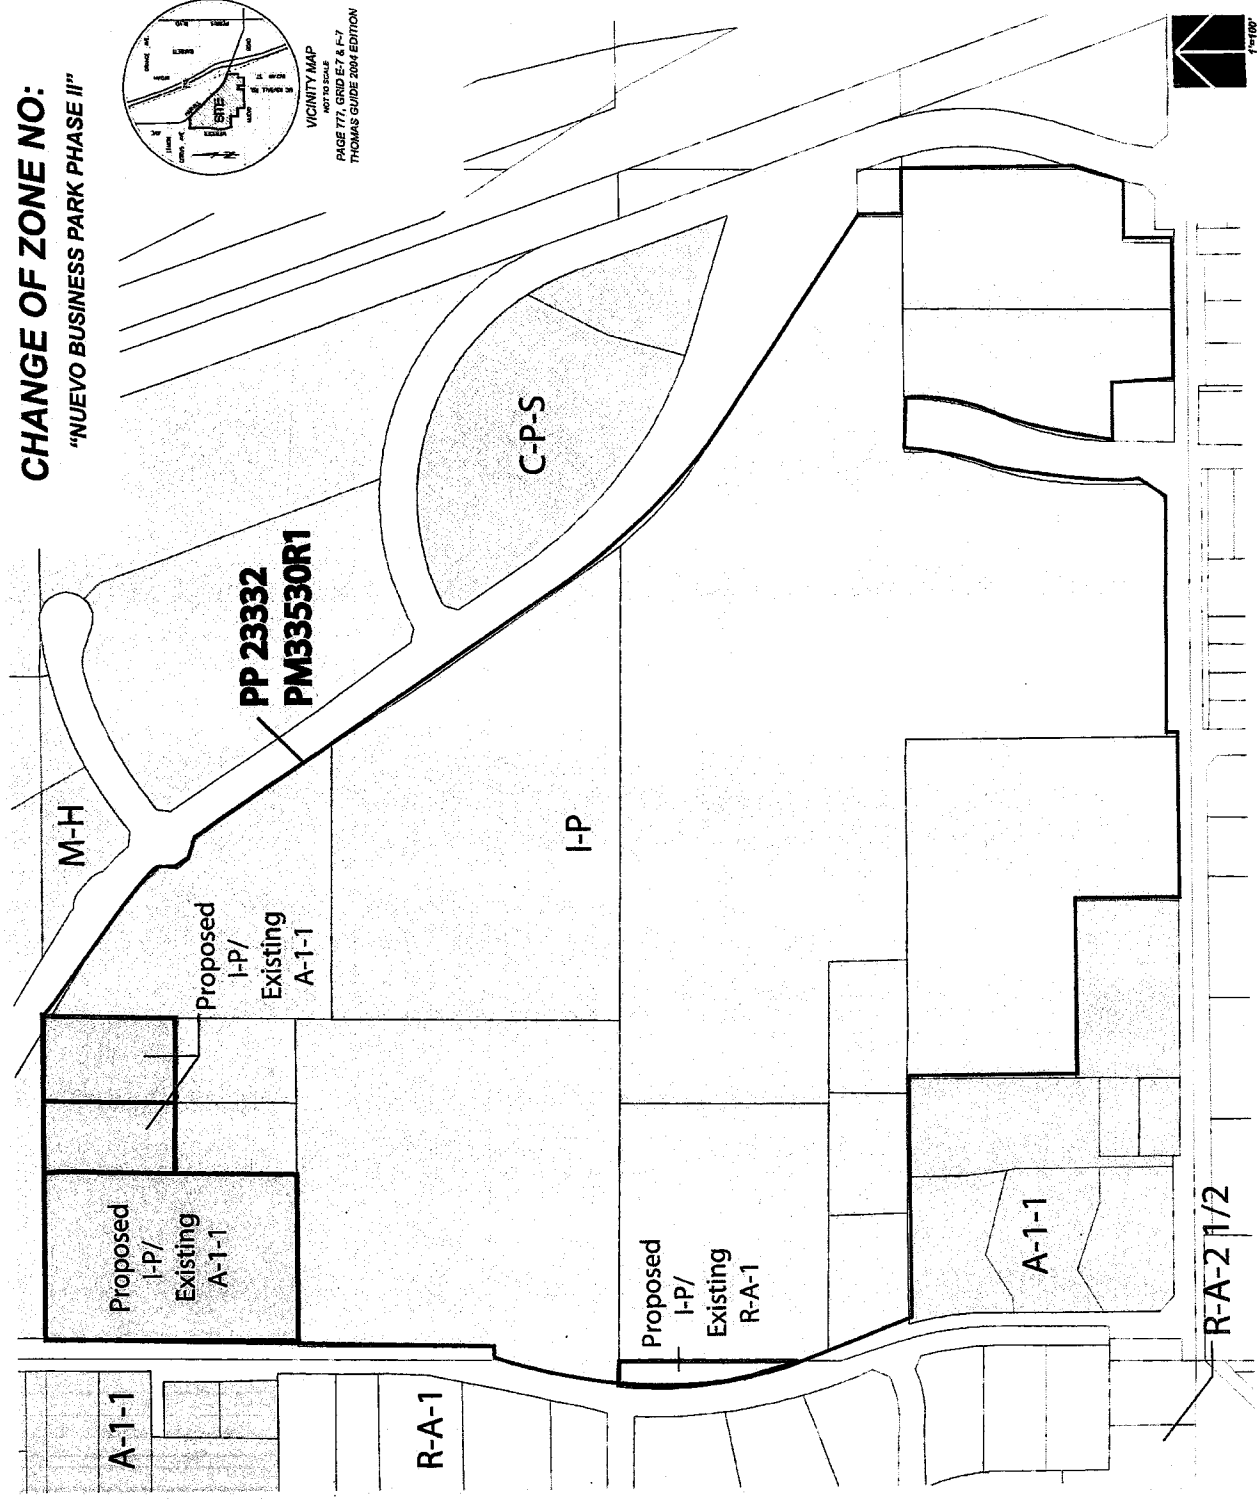 CHANGE OF ZONE NO:
"NUEVO BUSINESS PARK PHASE II"
SITE
VICINITY MAP
NOT TO SCALE
PAGE 777, GRID E-7 & F-7
THOMAS GUIDE 2004 EDITION
1"=100'
M-H
PP 23332
PM33530R1
C-P-S
Proposed
I-P/
Existing
A-1-1
I-P
Proposed
I-P/
Existing
A-1-1
Proposed
I-P/
Existing
R-A-1
A-1-1
A-1-1
R-A-1
R-A-2 1/2